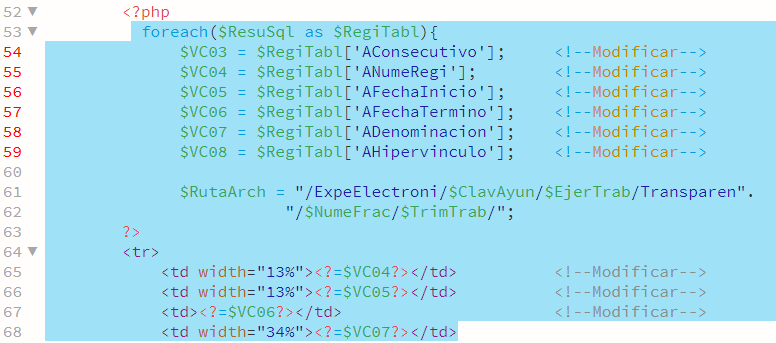 52 ▼ <?php
53 ▼ foreach($ResuSql as $RegiTabl){
54 $VC03 = $RegiTabl['AConsecutivo']; <!--Modificar-->
55 $VC04 = $RegiTabl['ANumeRegi']; <!--Modificar-->
56 $VC05 = $RegiTabl['AFechaInicio']; <!--Modificar-->
57 $VC06 = $RegiTabl['AFechaTermino']; <!--Modificar-->
58 $VC07 = $RegiTabl['ADenominacion']; <!--Modificar-->
59 $VC08 = $RegiTabl['AHipervinculo']; <!--Modificar-->
60
61 $RutaArch = "/ExpeElectroni/$ClavAyun/$EjerTrab/Transparen".
62 "/$NumeFrac/$TrimTrab/";
63 ?>
64 ▼ <tr>
65 <td width="13%"><?=$VC04?></td> <!--Modificar-->
66 <td width="13%"><?=$VC05?></td> <!--Modificar-->
67 <td><?=$VC06?></td> <!--Modificar-->
68 <td width="34%"><?=$VC07?></td>